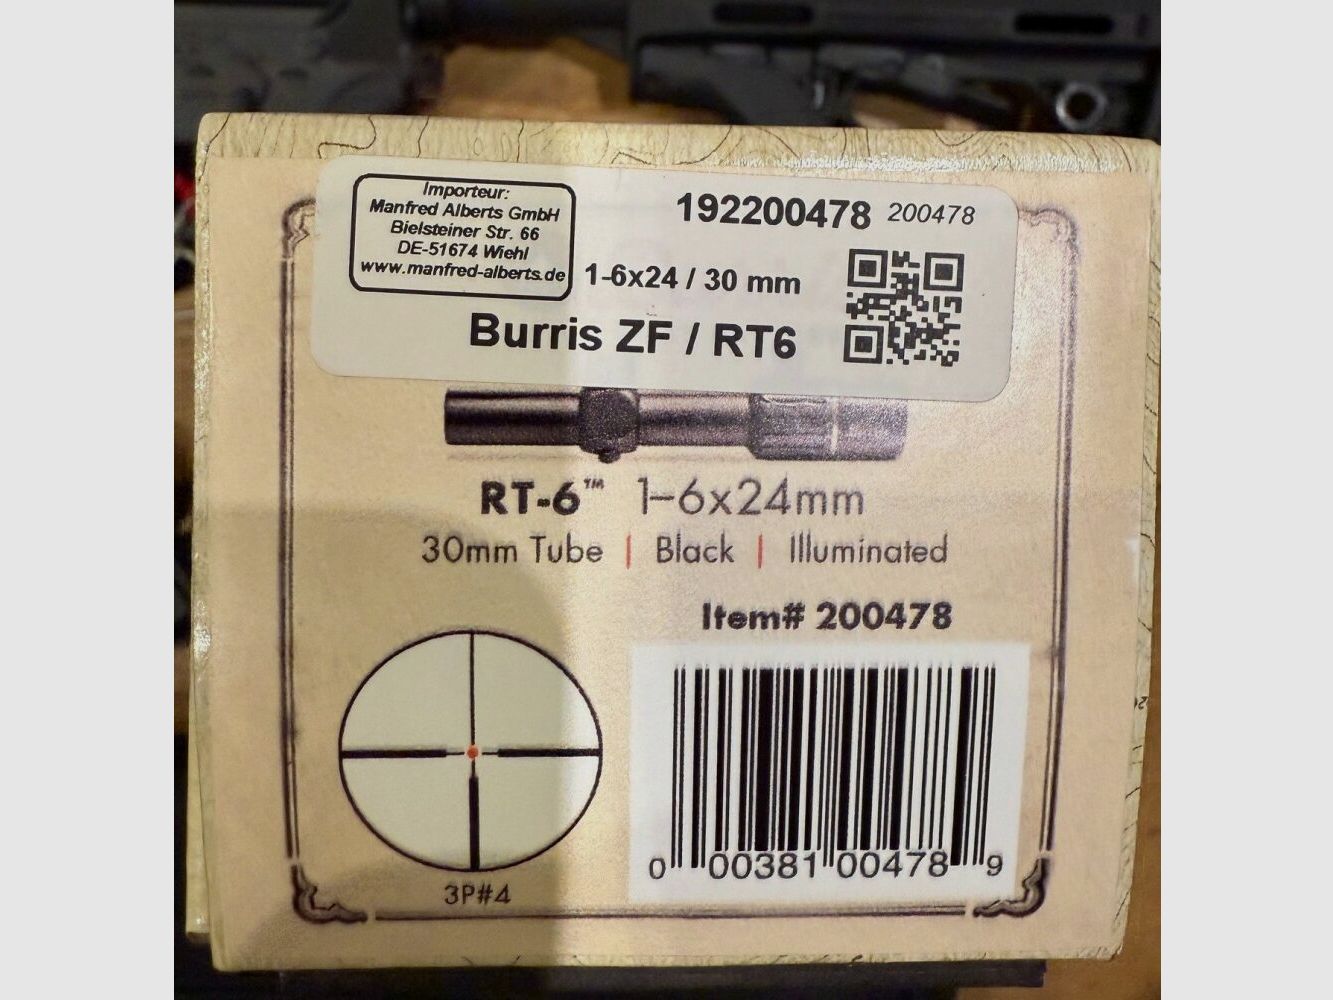 Importeur:
Manfred Alberts GmbH
Bielsteiner Str. 66
DE-51674 Wiehl
www.manfred-alberts.de
192200478 200478
1-6x24 / 30 mm
Burris ZF / RT6
RT-6™ 1-6x24mm
30mm Tube | Black | Illuminated
Item# 200478
3P#4
0 00381 00478 9